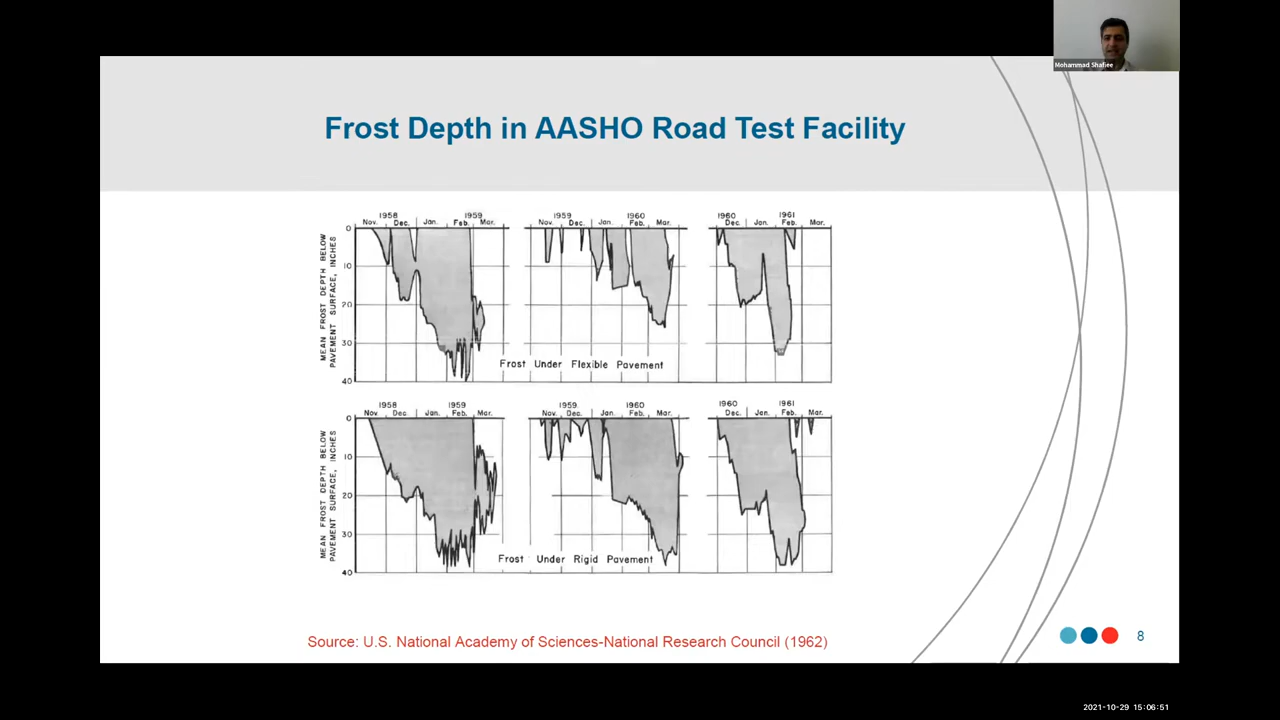 Mohammad Shafiee
Frost Depth in AASHO Road Test Facility
1958 1959
Nov. Dec. Jan. Feb. Mar.
1959 1960
Nov. Dec. Jan. Feb. Mar.
1960 1961
Dec. Jan. Feb. Mar.
MEAN FROST DEPTH BELOW
PAVEMENT SURFACE, INCHES
0
10
20
30
40
Frost Under Flexible Pavement
1958 1959
Nov. Dec. Jan. Feb. Mar.
1959 1960
Nov. Dec. Jan. Feb. Mar.
1960 1961
Dec. Jan. Feb. Mar.
MEAN FROST DEPTH BELOW
PAVEMENT SURFACE, INCHES
0
10
20
30
40
Frost Under Rigid Pavement
Source: U.S. National Academy of Sciences-National Research Council (1962)
8
2021-10-29 15:06:51